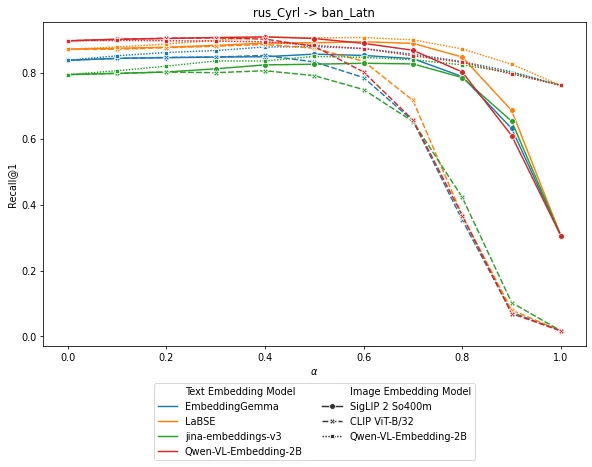 rus_Cyrl -> ban_Latn
Recall@1
0.8
0.6
0.4
0.2
0.0
0.0 0.2 0.4 0.6 0.8 1.0
α
Text Embedding Model
EmbeddingGemma
LaBSE
jina-embeddings-v3
Qwen-VL-Embedding-2B
Image Embedding Model
SigLIP 2 So400m
CLIP ViT-B/32
Qwen-VL-Embedding-2B